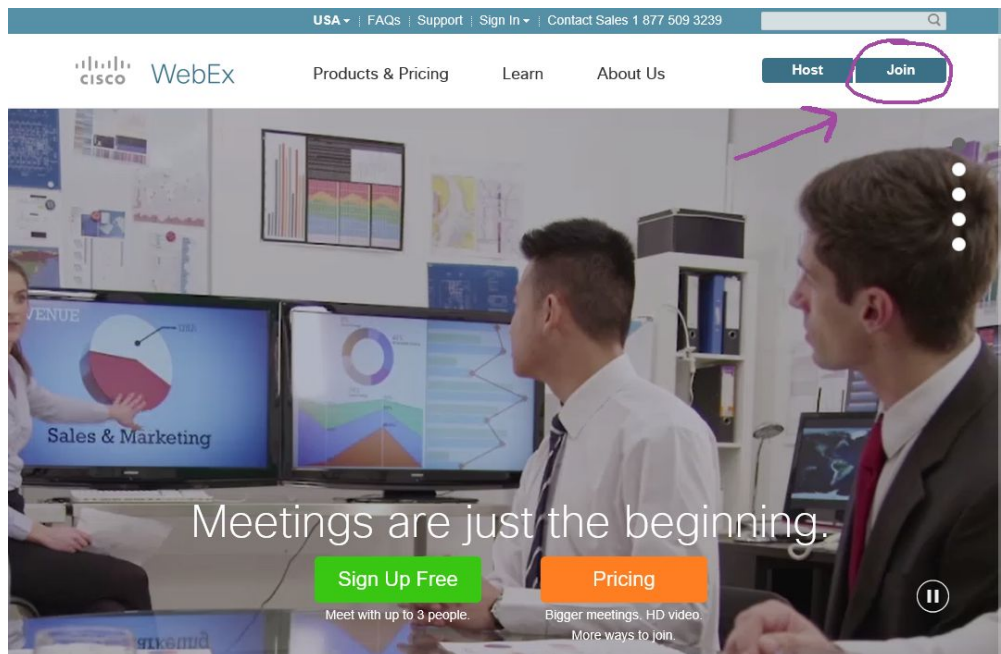 USA FAQs Support Sign In Contact Sales 1 877 509 3239
CISCO WebEx Products & Pricing Learn About Us Host Join
Sales & Marketing
Meetings are just the beginning.
Sign Up Free Pricing
Meet with up to 3 people. Bigger meetings. HD video.
More ways to join.